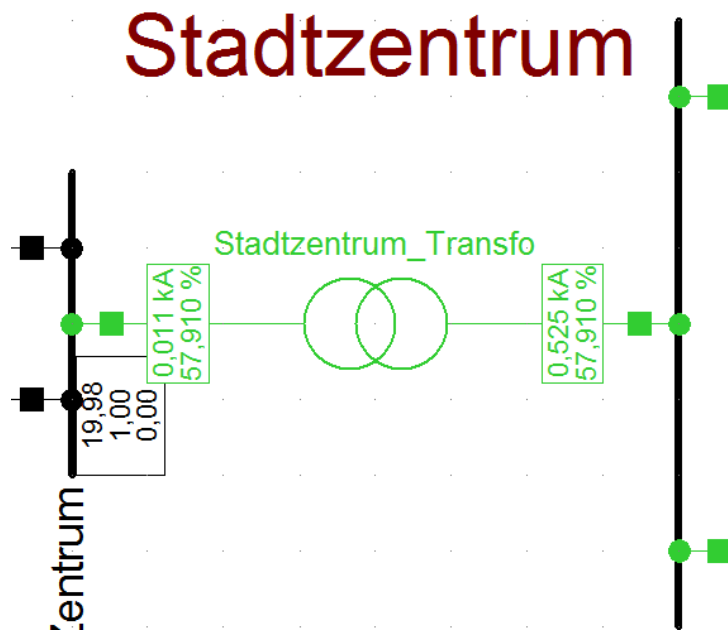 Stadtzentrum
Stadtzentrum_Transfo
0,011 kA
57,910 %
0,525 kA
57,910 %
19,98
1,00
0,00
Zentrum